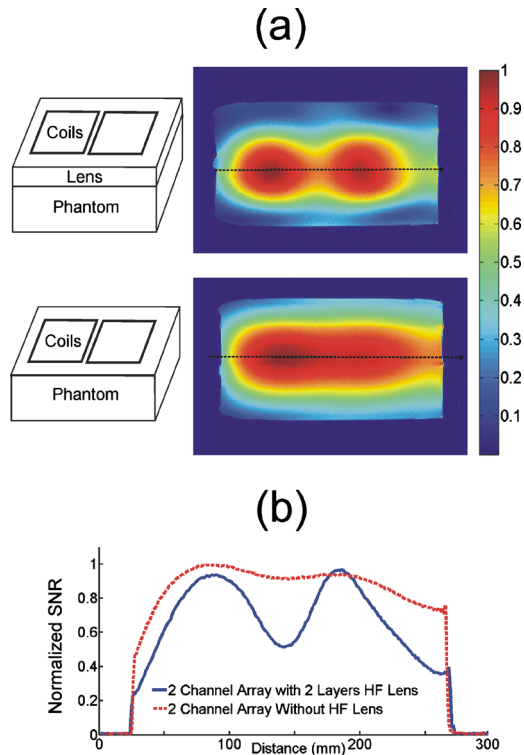 (a)
Coils
Lens
Phantom
1
0.9
0.8
0.7
0.6
0.5
0.4
0.3
0.2
0.1
Coils
Phantom
(b)
Normalized SNR
1
0.8
0.6
0.4
0.2
0
0
100
200
300
2 Channel Array with 2 Layers HF Lens
2 Channel Array Without HF Lens
Distance (mm)